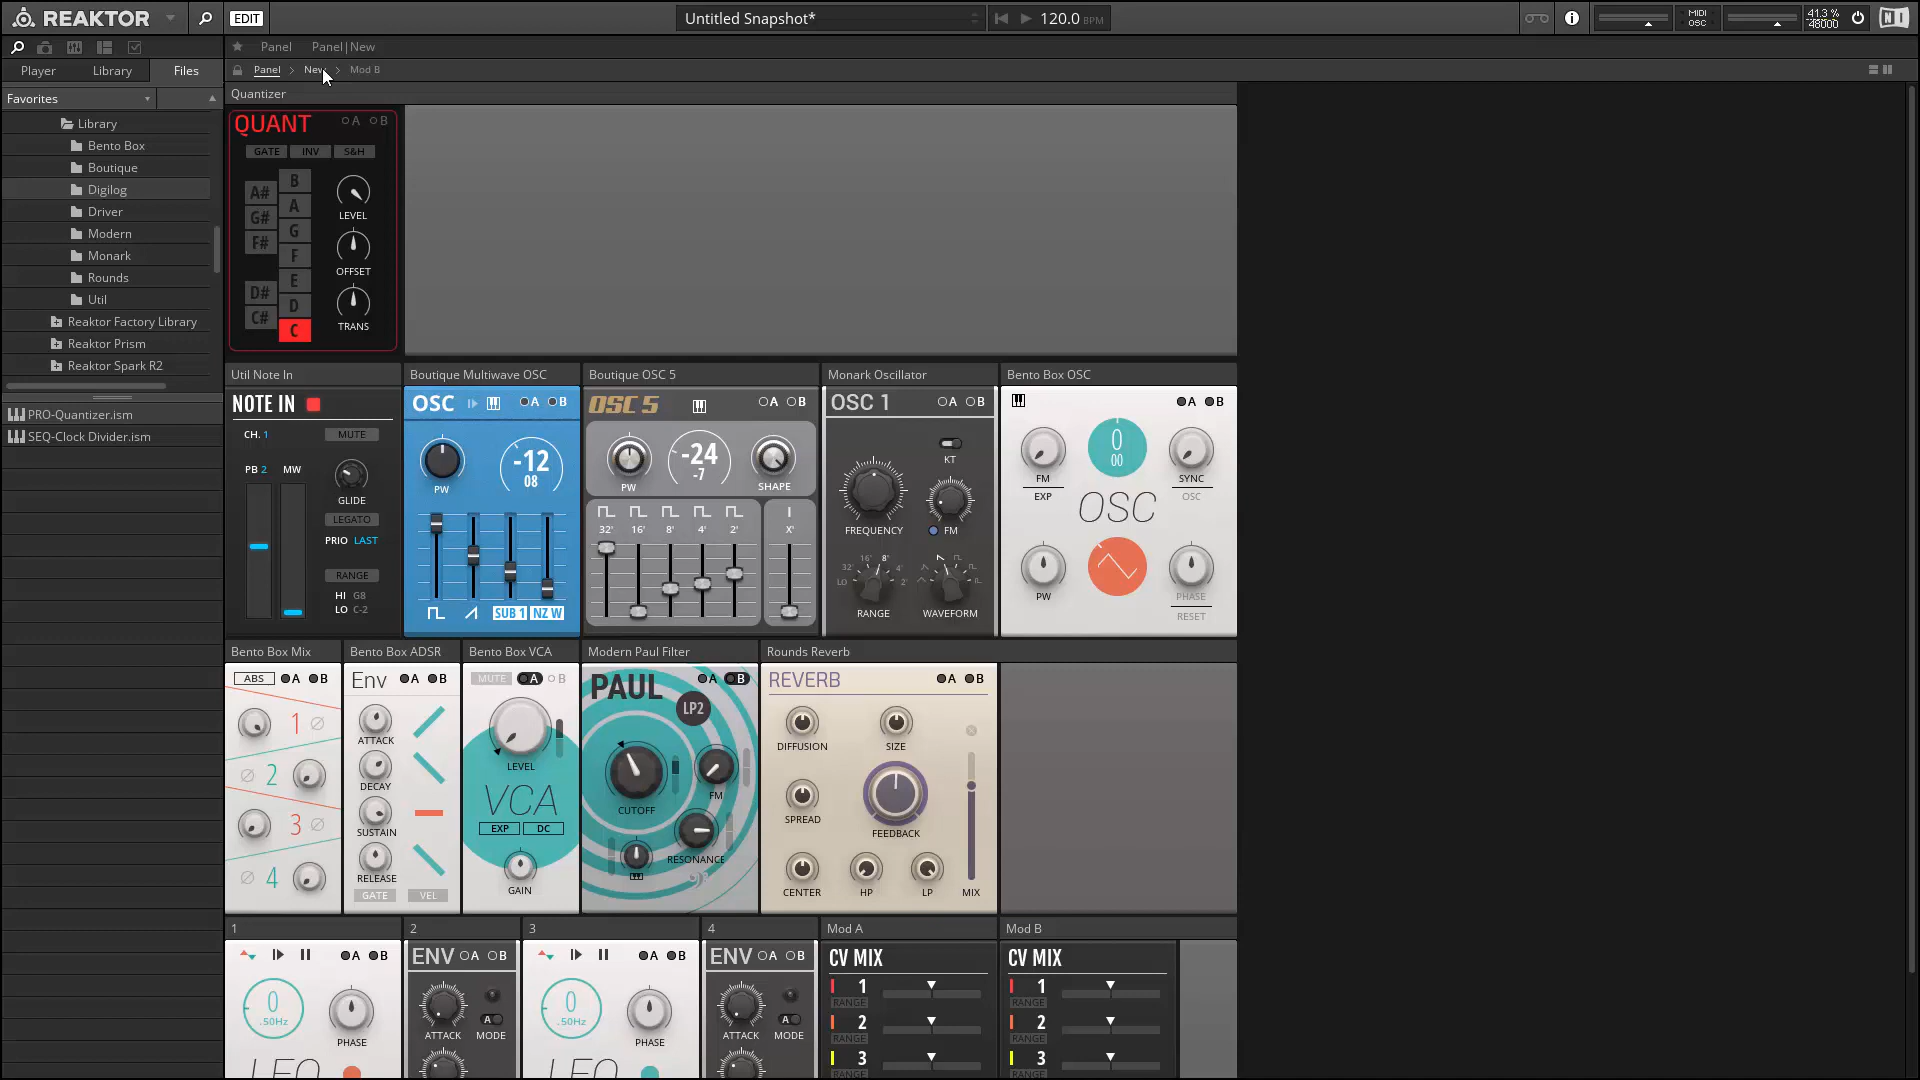 REAKTOR
EDIT
Untitled Snapshot*
120.0 BPM
MIDI
OSC
41.3 %
48000
Panel
Panel|New
Player
Library
Files
Panel
New
Mod B
Favorites
Library
Bento Box
Boutique
Digilog
Driver
Modern
Monark
Rounds
Util
Reaktor Factory Library
Reaktor Prism
Reaktor Spark R2
PRO-Quantizer.ism
SEQ-Clock Divider.ism
Quantizer
QUANT
A B
GATE INV S&H
B
A# A
G# G
F# F
E
D# D
C# C
LEVEL
OFFSET
TRANS
Util Note In
NOTE IN
CH. 1
MUTE
PB 2 MW
GLIDE
LEGATO
PRIO LAST
RANGE
HI G8
LO C-2
Boutique Multiwave OSC
OSC
A B
PW
-12
08
SUB 1 NZ W
Boutique OSC 5
OSC 5
A B
PW
-24
-7
SHAPE
32' 16' 8' 4' 2' X'
Monark Oscillator
OSC 1
A B
KT
FREQUENCY
FM
32' 16' 8' 4' 2' LO
RANGE
WAVEFORM
Bento Box OSC
A B
FM
EXP
0
00
SYNC
OSC
OSC
PW
PHASE
RESET
Bento Box Mix
ABS A B
1
2
3
4
Bento Box ADSR
Env A B
ATTACK
DECAY
SUSTAIN
RELEASE
GATE VEL
Bento Box VCA
MUTE A B
LEVEL
VCA
EXP DC
GAIN
Modern Paul Filter
PAUL
A B
LP2
CUTOFF
FM
RESONANCE
Rounds Reverb
REVERB
A B
DIFFUSION
SIZE
SPREAD
FEEDBACK
CENTER
HP
LP
MIX
1
A B
0
.50Hz
PHASE
LFO
2
ENV A B
ATTACK
A
MODE
3
A B
0
.50Hz
PHASE
LFO
4
ENV A B
ATTACK
A
MODE
Mod A
CV MIX
1
RANGE
2
RANGE
3
RANGE
Mod B
CV MIX
1
RANGE
2
RANGE
3
RANGE